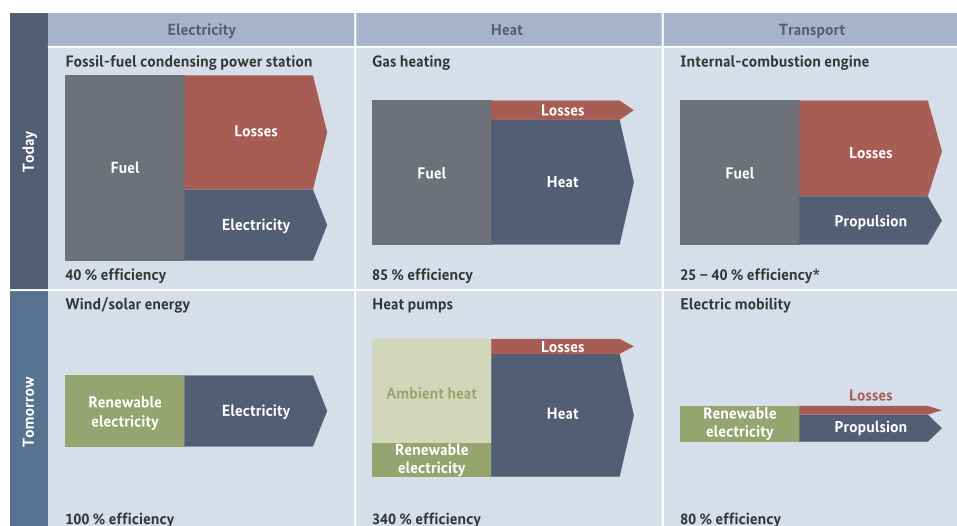 Electricity
Heat
Transport
Today
Fossil-fuel condensing power station
Fuel
Losses
Electricity
40 % efficiency
Gas heating
Fuel
Losses
Heat
85 % efficiency
Internal-combustion engine
Fuel
Losses
Propulsion
25 – 40 % efficiency*
Tomorrow
Wind/solar energy
Renewable
electricity
Electricity
100 % efficiency
Heat pumps
Ambient heat
Renewable
electricity
Losses
Heat
340 % efficiency
Electric mobility
Renewable
electricity
Losses
Propulsion
80 % efficiency